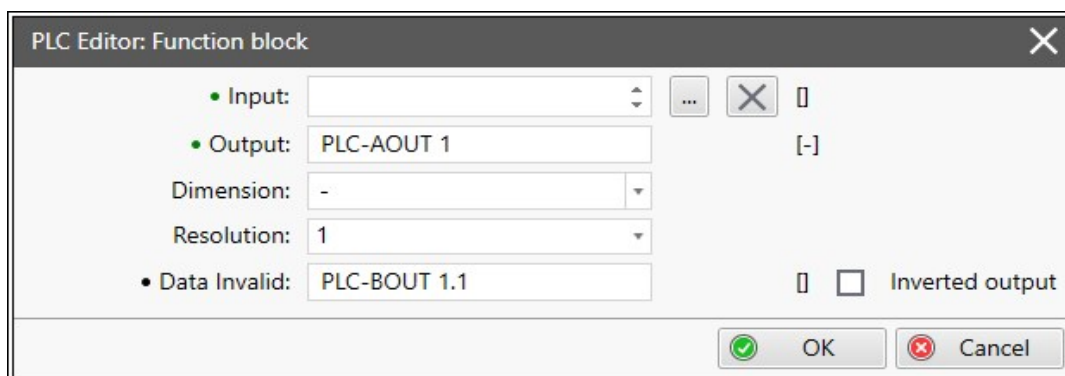 PLC Editor: Function block
• Input: ... []
• Output: PLC-AOUT 1 [-]
Dimension: -
Resolution: 1
• Data Invalid: PLC-BOUT 1.1 [] Inverted output
OK Cancel